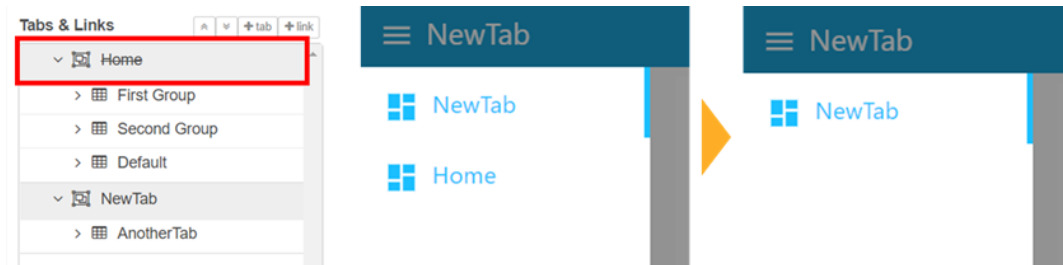 Tabs & Links
+tab
+link
Home
First Group
Second Group
Default
NewTab
AnotherTab
NewTab
NewTab
Home
NewTab
NewTab